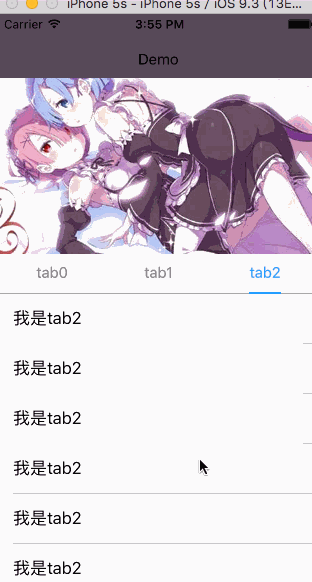 iPhone 5s - iPhone 5s / iOS 9.3 (13E...
Carrier 3:55 PM
Demo
tab0 tab1 tab2
我是tab2
我是tab2
我是tab2
我是tab2
我是tab2
我是tab2